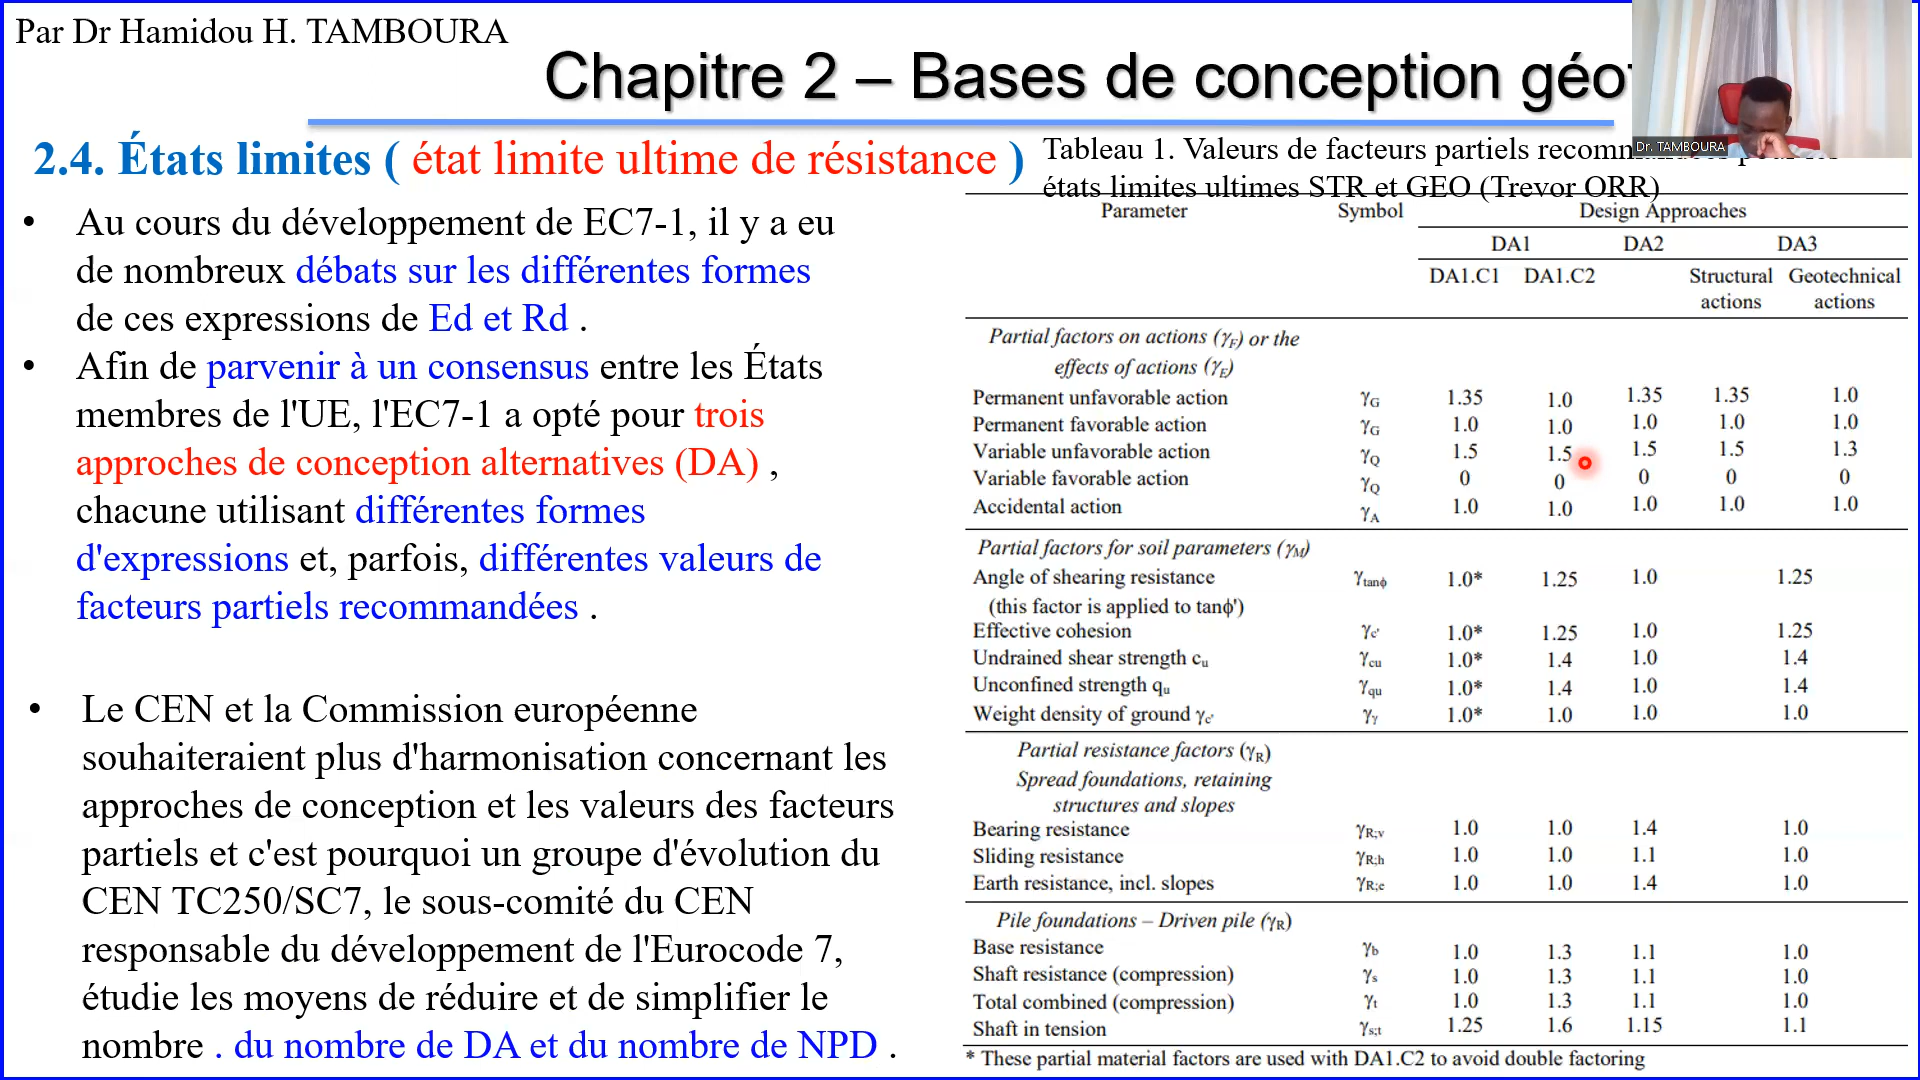 Par Dr Hamidou H. TAMBOURA
Chapitre 2 – Bases de conception
Dr. TAMBOURA
2.4. États limites ( état limite ultime de résistance )
• Au cours du développement de EC7-1, il y a eu
de nombreux débats sur les différentes formes
de ces expressions de Ed et Rd .
• Afin de parvenir à un consensus entre les États
membres de l'UE, l'EC7-1 a opté pour trois
approches de conception alternatives (DA) ,
chacune utilisant différentes formes
d'expressions et, parfois, différentes valeurs de
facteurs partiels recommandées .
• Le CEN et la Commission européenne
souhaiteraient plus d'harmonisation concernant les
approches de conception et les valeurs des facteurs
partiels et c'est pourquoi un groupe d'évolution du
CEN TC250/SC7, le sous-comité du CEN
responsable du développement de l'Eurocode 7,
étudie les moyens de réduire et de simplifier le
nombre . du nombre de DA et du nombre de NPD .
Tableau 1. Valeurs de facteurs partiels
états limites ultimes STR et GEO (Trevor ORR)
Parameter Symbol Design Approaches
DA1 DA2 DA3
DA1.C1 DA1.C2 Structural Geotechnical
actions actions
Partial factors on actions (γF) or the
effects of actions (γE)
Permanent unfavorable action γG 1.35 1.0 1.35 1.35 1.0
Permanent favorable action γG 1.0 1.0 1.0 1.0 1.0
Variable unfavorable action γQ 1.5 1.5 1.5 1.5 1.3
Variable favorable action γQ 0 0 0 0 0
Accidental action γA 1.0 1.0 1.0 1.0 1.0
Partial factors for soil parameters (γM)
Angle of shearing resistance γtanϕ 1.0* 1.25 1.0 1.25
(this factor is applied to tanϕ')
Effective cohesion γc' 1.0* 1.25 1.0 1.25
Undrained shear strength cu γcu 1.0* 1.4 1.0 1.4
Unconfined strength qu γqu 1.0* 1.4 1.0 1.4
Weight density of ground γc' γγ 1.0* 1.0 1.0 1.0
Partial resistance factors (γR)
Spread foundations, retaining
structures and slopes
Bearing resistance γR;v 1.0 1.0 1.4 1.0
Sliding resistance γR;h 1.0 1.0 1.1 1.0
Earth resistance, incl. slopes γR;e 1.0 1.0 1.4 1.0
Pile foundations – Driven pile (γR)
Base resistance γb 1.0 1.3 1.1 1.0
Shaft resistance (compression) γs 1.0 1.3 1.1 1.0
Total combined (compression) γt 1.0 1.3 1.1 1.0
Shaft in tension γs;t 1.25 1.6 1.15 1.1
* These partial material factors are used with DA1.C2 to avoid double factoring